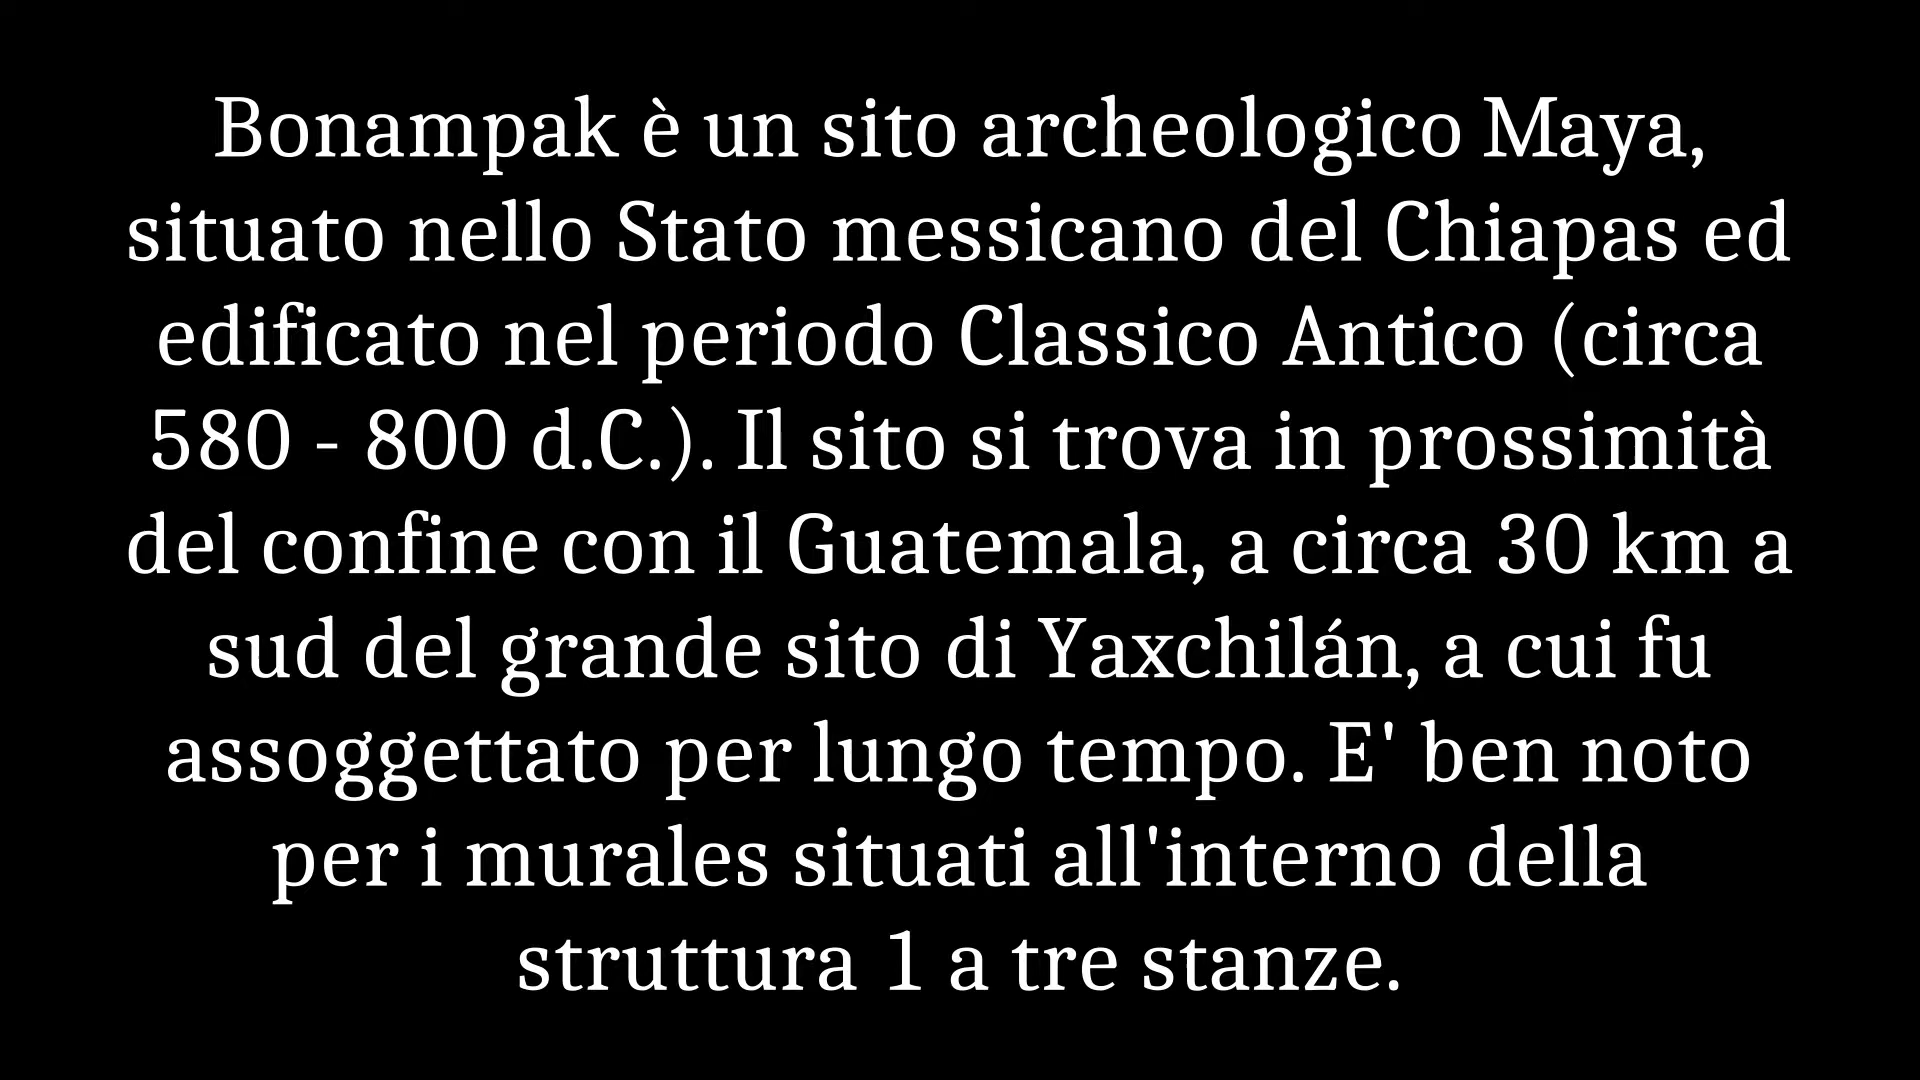 Bonampak è un sito archeologico Maya,
situato nello Stato messicano del Chiapas ed
edificato nel periodo Classico Antico (circa
580 - 800 d.C.). Il sito si trova in prossimità
del confine con il Guatemala, a circa 30 km a
sud del grande sito di Yaxchilán, a cui fu
assoggettato per lungo tempo. E' ben noto
per i murales situati all'interno della
struttura 1 a tre stanze.